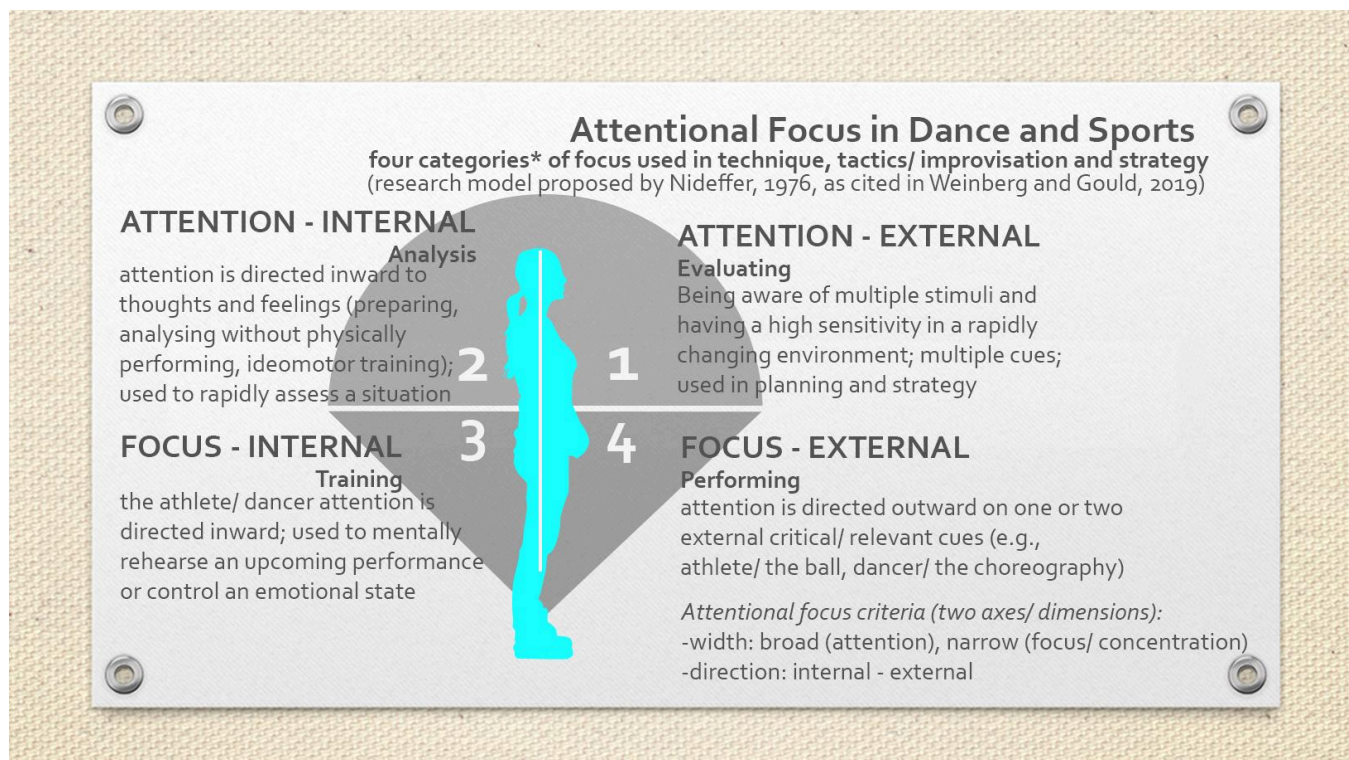 Attentional Focus in Dance and Sports
four categories* of focus used in technique, tactics/ improvisation and strategy
(research model proposed by Nideffer, 1976, as cited in Weinberg and Gould, 2019)
ATTENTION - INTERNAL
Analysis
attention is directed inward to
thoughts and feelings (preparing,
analysing without physically
performing, ideomotor training);
used to rapidly assess a situation
ATTENTION - EXTERNAL
Evaluating
Being aware of multiple stimuli and
having a high sensitivity in a rapidly
changing environment; multiple cues;
used in planning and strategy
2 1
3 4
FOCUS - INTERNAL
Training
the athlete/ dancer attention is
directed inward; used to mentally
rehearse an upcoming performance
or control an emotional state
FOCUS - EXTERNAL
Performing
attention is directed outward on one or two
external critical/ relevant cues (e.g.,
athlete/ the ball, dancer/ the choreography)
Attentional focus criteria (two axes/ dimensions):
-width: broad (attention), narrow (focus/ concentration)
-direction: internal - external